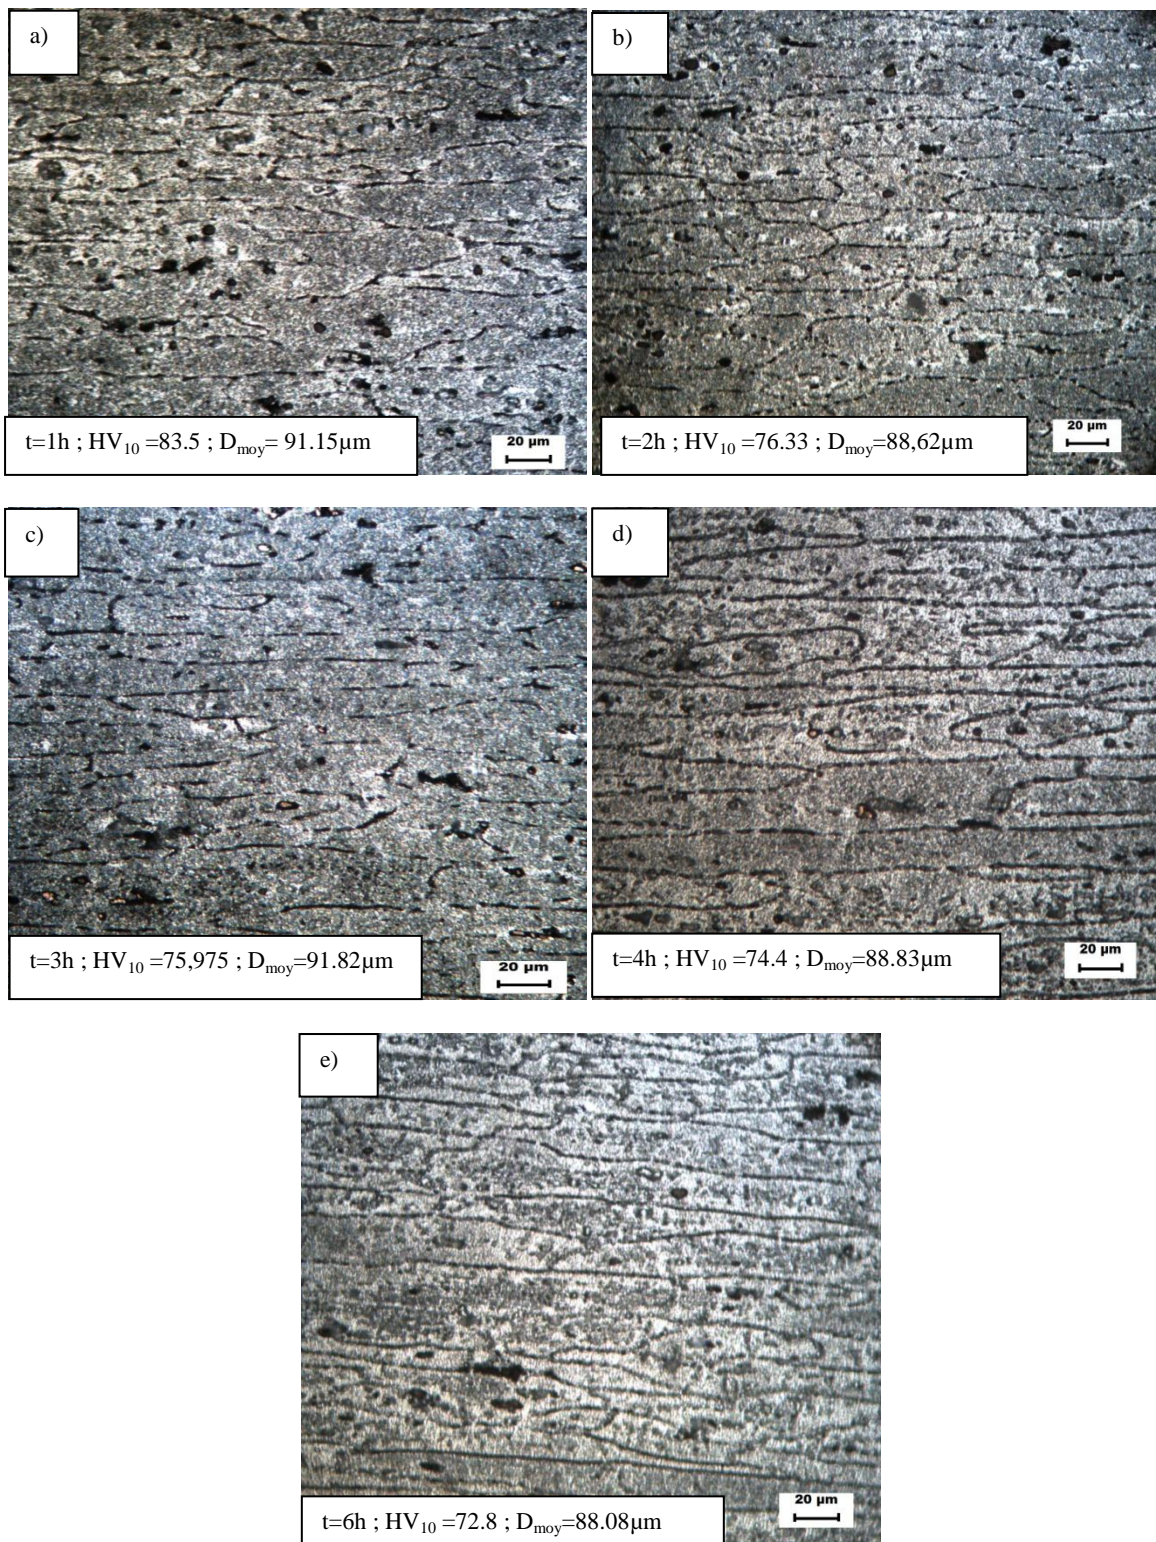 a)
b)
t=1h ; HV10 =83.5 ; Dmoy= 91.15µm
20 µm
t=2h ; HV10 =76.33 ; Dmoy=88,62µm
20 µm
c)
d)
t=3h ; HV10 =75,975 ; Dmoy=91.82µm
20 µm
t=4h ; HV10 =74.4 ; Dmoy=88.83µm
20 µm
e)
t=6h ; HV10 =72.8 ; Dmoy=88.08µm
20 µm